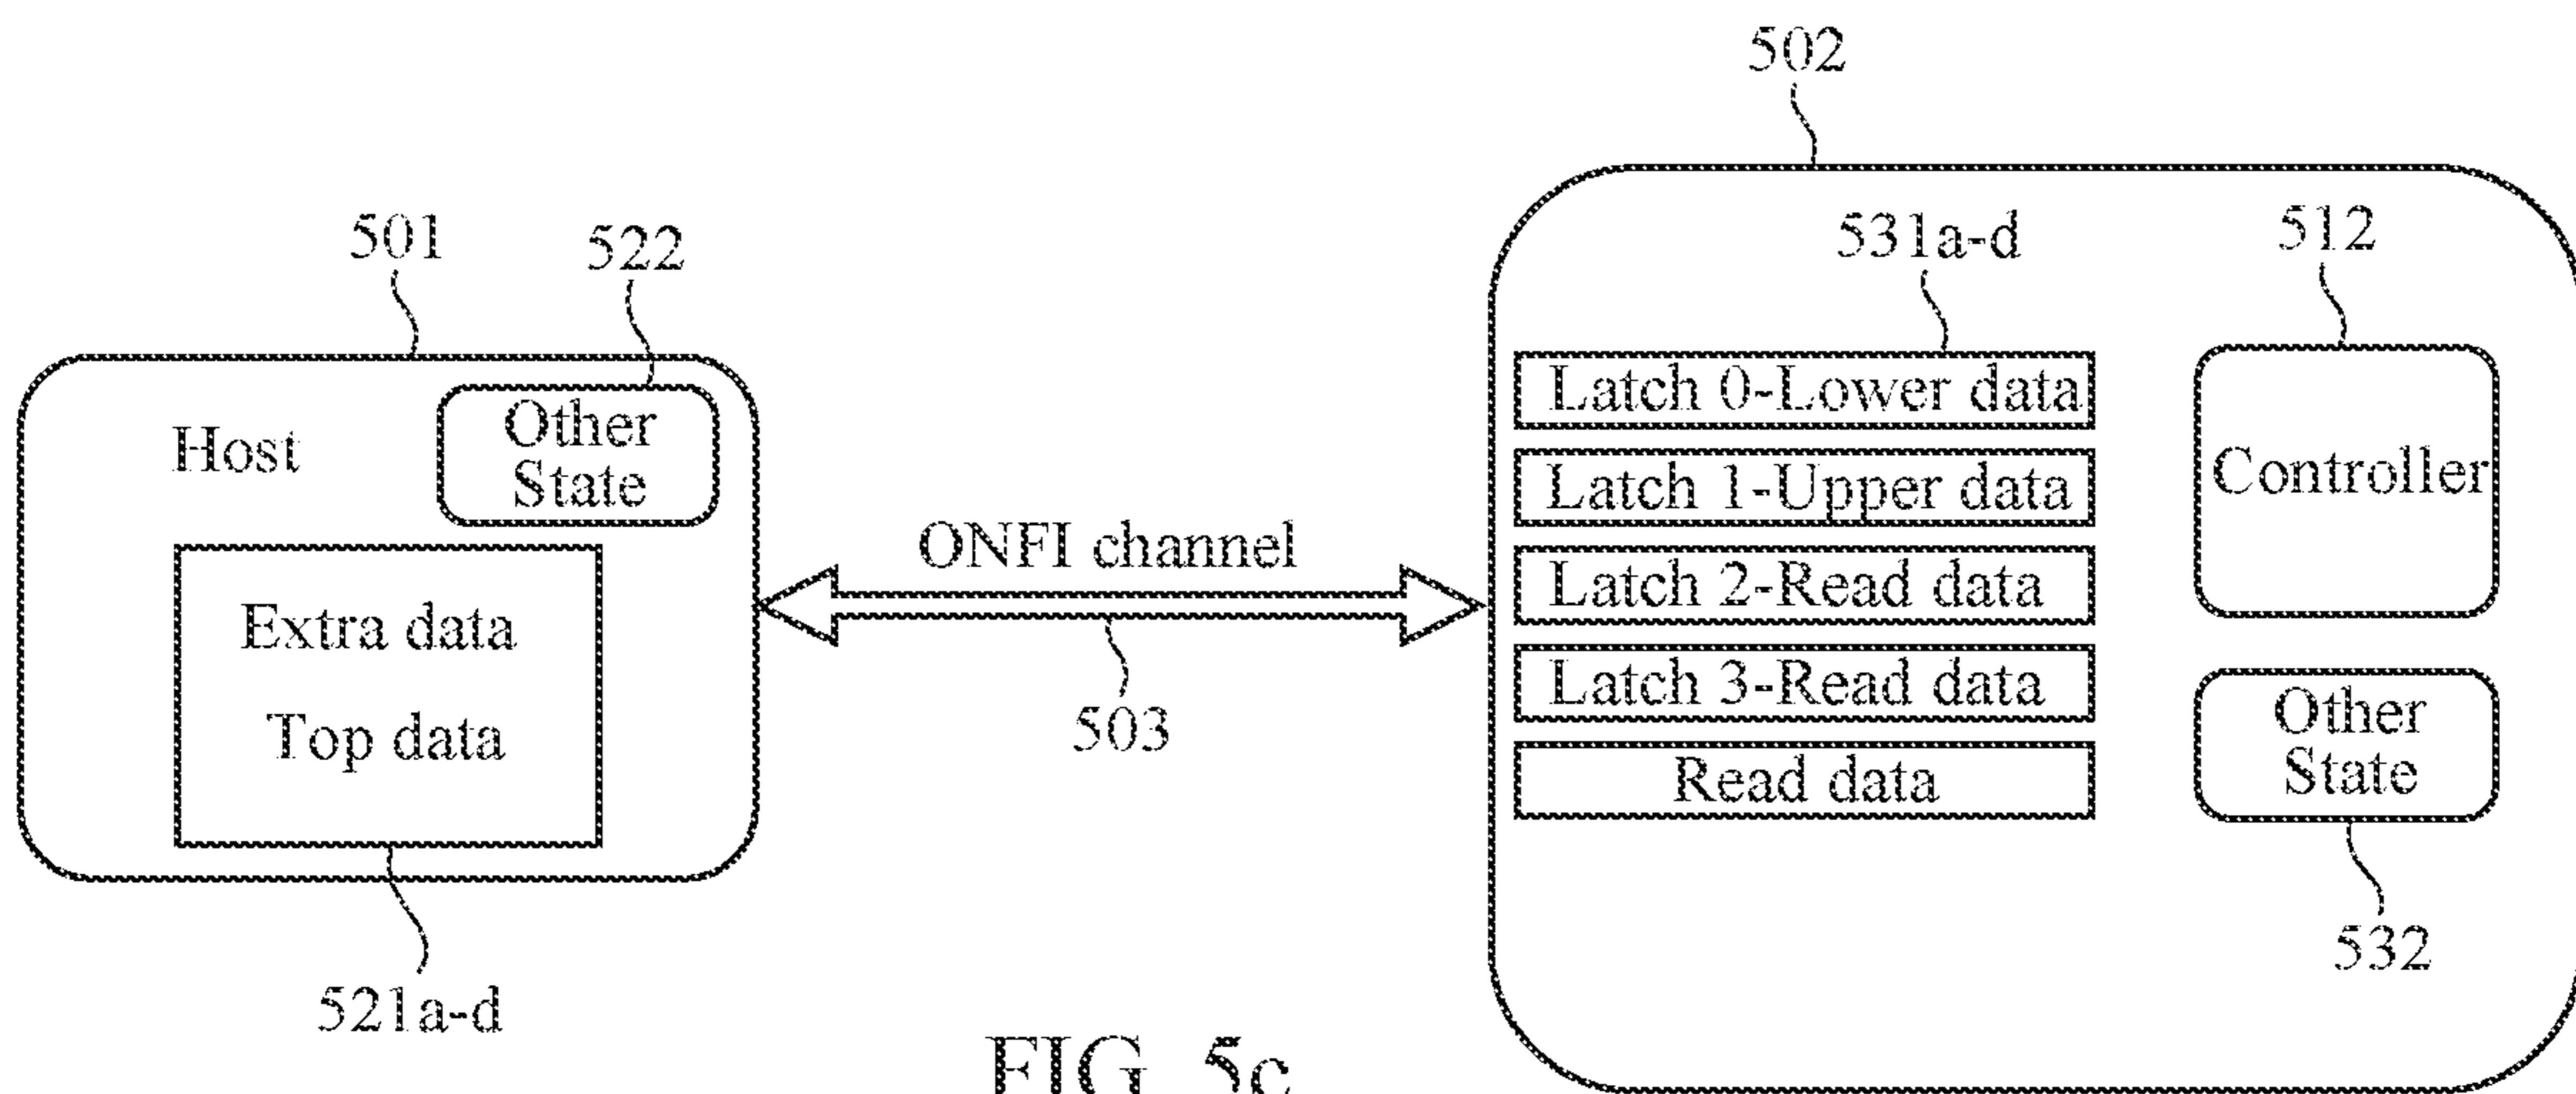 502
501
522
531a-d
512
Host
Other
State
Extra data
Top data
521a-d
ONFI channel
503
Latch 0-Lower data
Latch 1-Upper data
Latch 2-Read data
Latch 3-Read data
Read data
Controller
Other
State
532
FIG. 5c